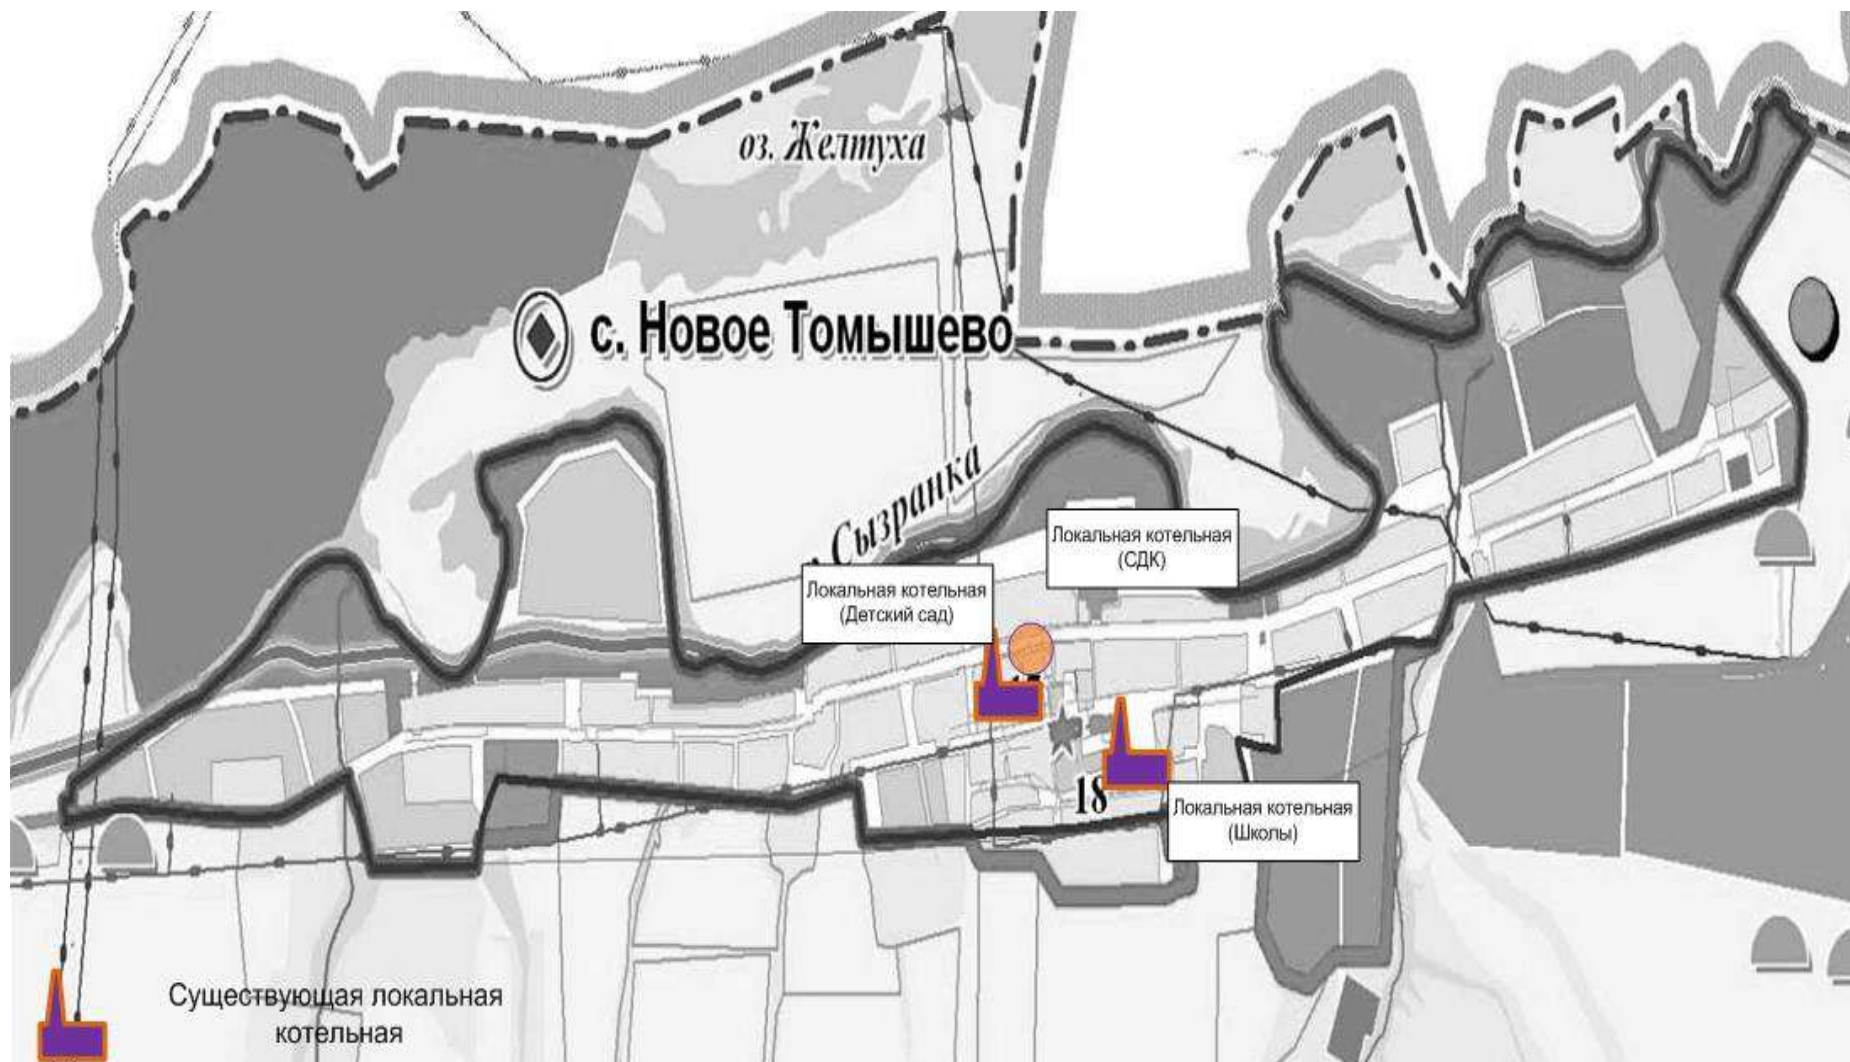 оз. Желтуха
с. Новое Томышево
Сызранка
Локальная котельная
(СДК)
Локальная котельная
(Детский сад)
18
Локальная котельная
(Школы)
Существующая локальная
котельная